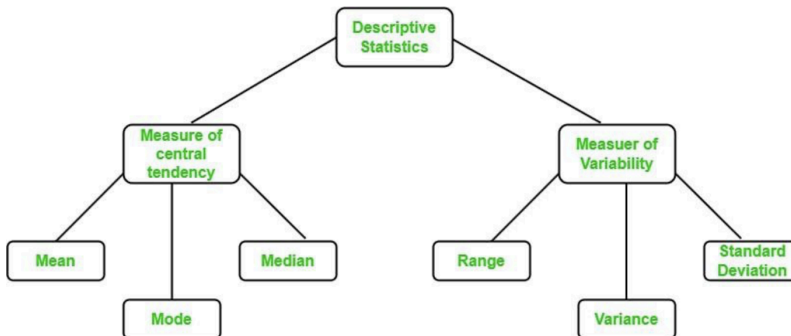 Descriptive
Statistics
Measure of
central
tendency
Measuer of
Variability
Mean
Median
Range
Standard
Deviation
Mode
Variance